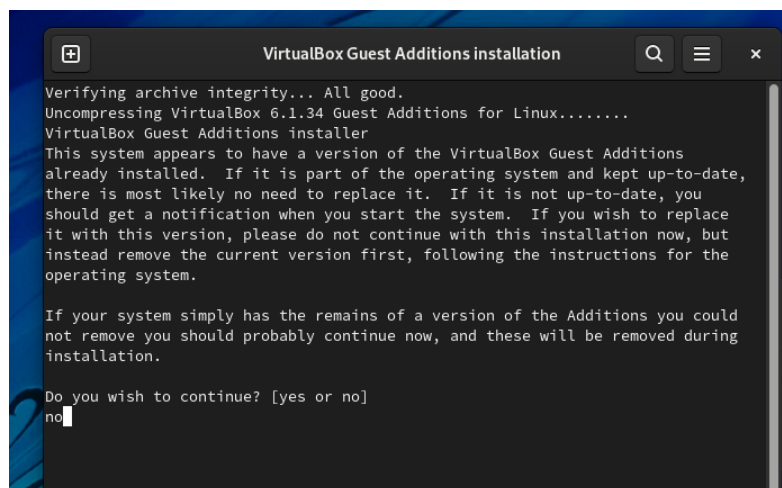 VirtualBox Guest Additions installation
Verifying archive integrity... All good.
Uncompressing VirtualBox 6.1.34 Guest Additions for Linux........
VirtualBox Guest Additions installer
This system appears to have a version of the VirtualBox Guest Additions
already installed.  If it is part of the operating system and kept up-to-date,
there is most likely no need to replace it.  If it is not up-to-date, you
should get a notification when you start the system.  If you wish to replace
it with this version, please do not continue with this installation now, but
instead remove the current version first, following the instructions for the
operating system.
If your system simply has the remains of a version of the Additions you could
not remove you should probably continue now, and these will be removed during
installation.
Do you wish to continue? [yes or no]
no